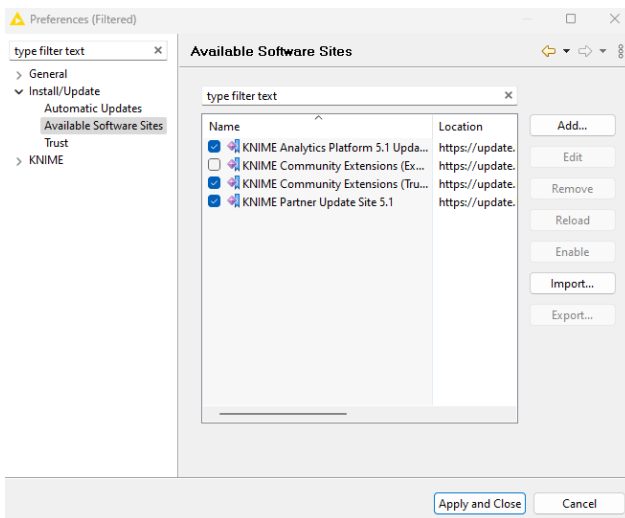 Preferences (Filtered)
type filter text
General
Install/Update
Automatic Updates
Available Software Sites
Trust
KNIME
Available Software Sites
type filter text
Name Location
KNIME Analytics Platform 5.1 Upda... https://update.
KNIME Community Extensions (Ex... https://update.
KNIME Community Extensions (Tru... https://update.
KNIME Partner Update Site 5.1 https://update.
Add...
Edit
Remove
Reload
Enable
Import...
Export...
Apply and Close Cancel